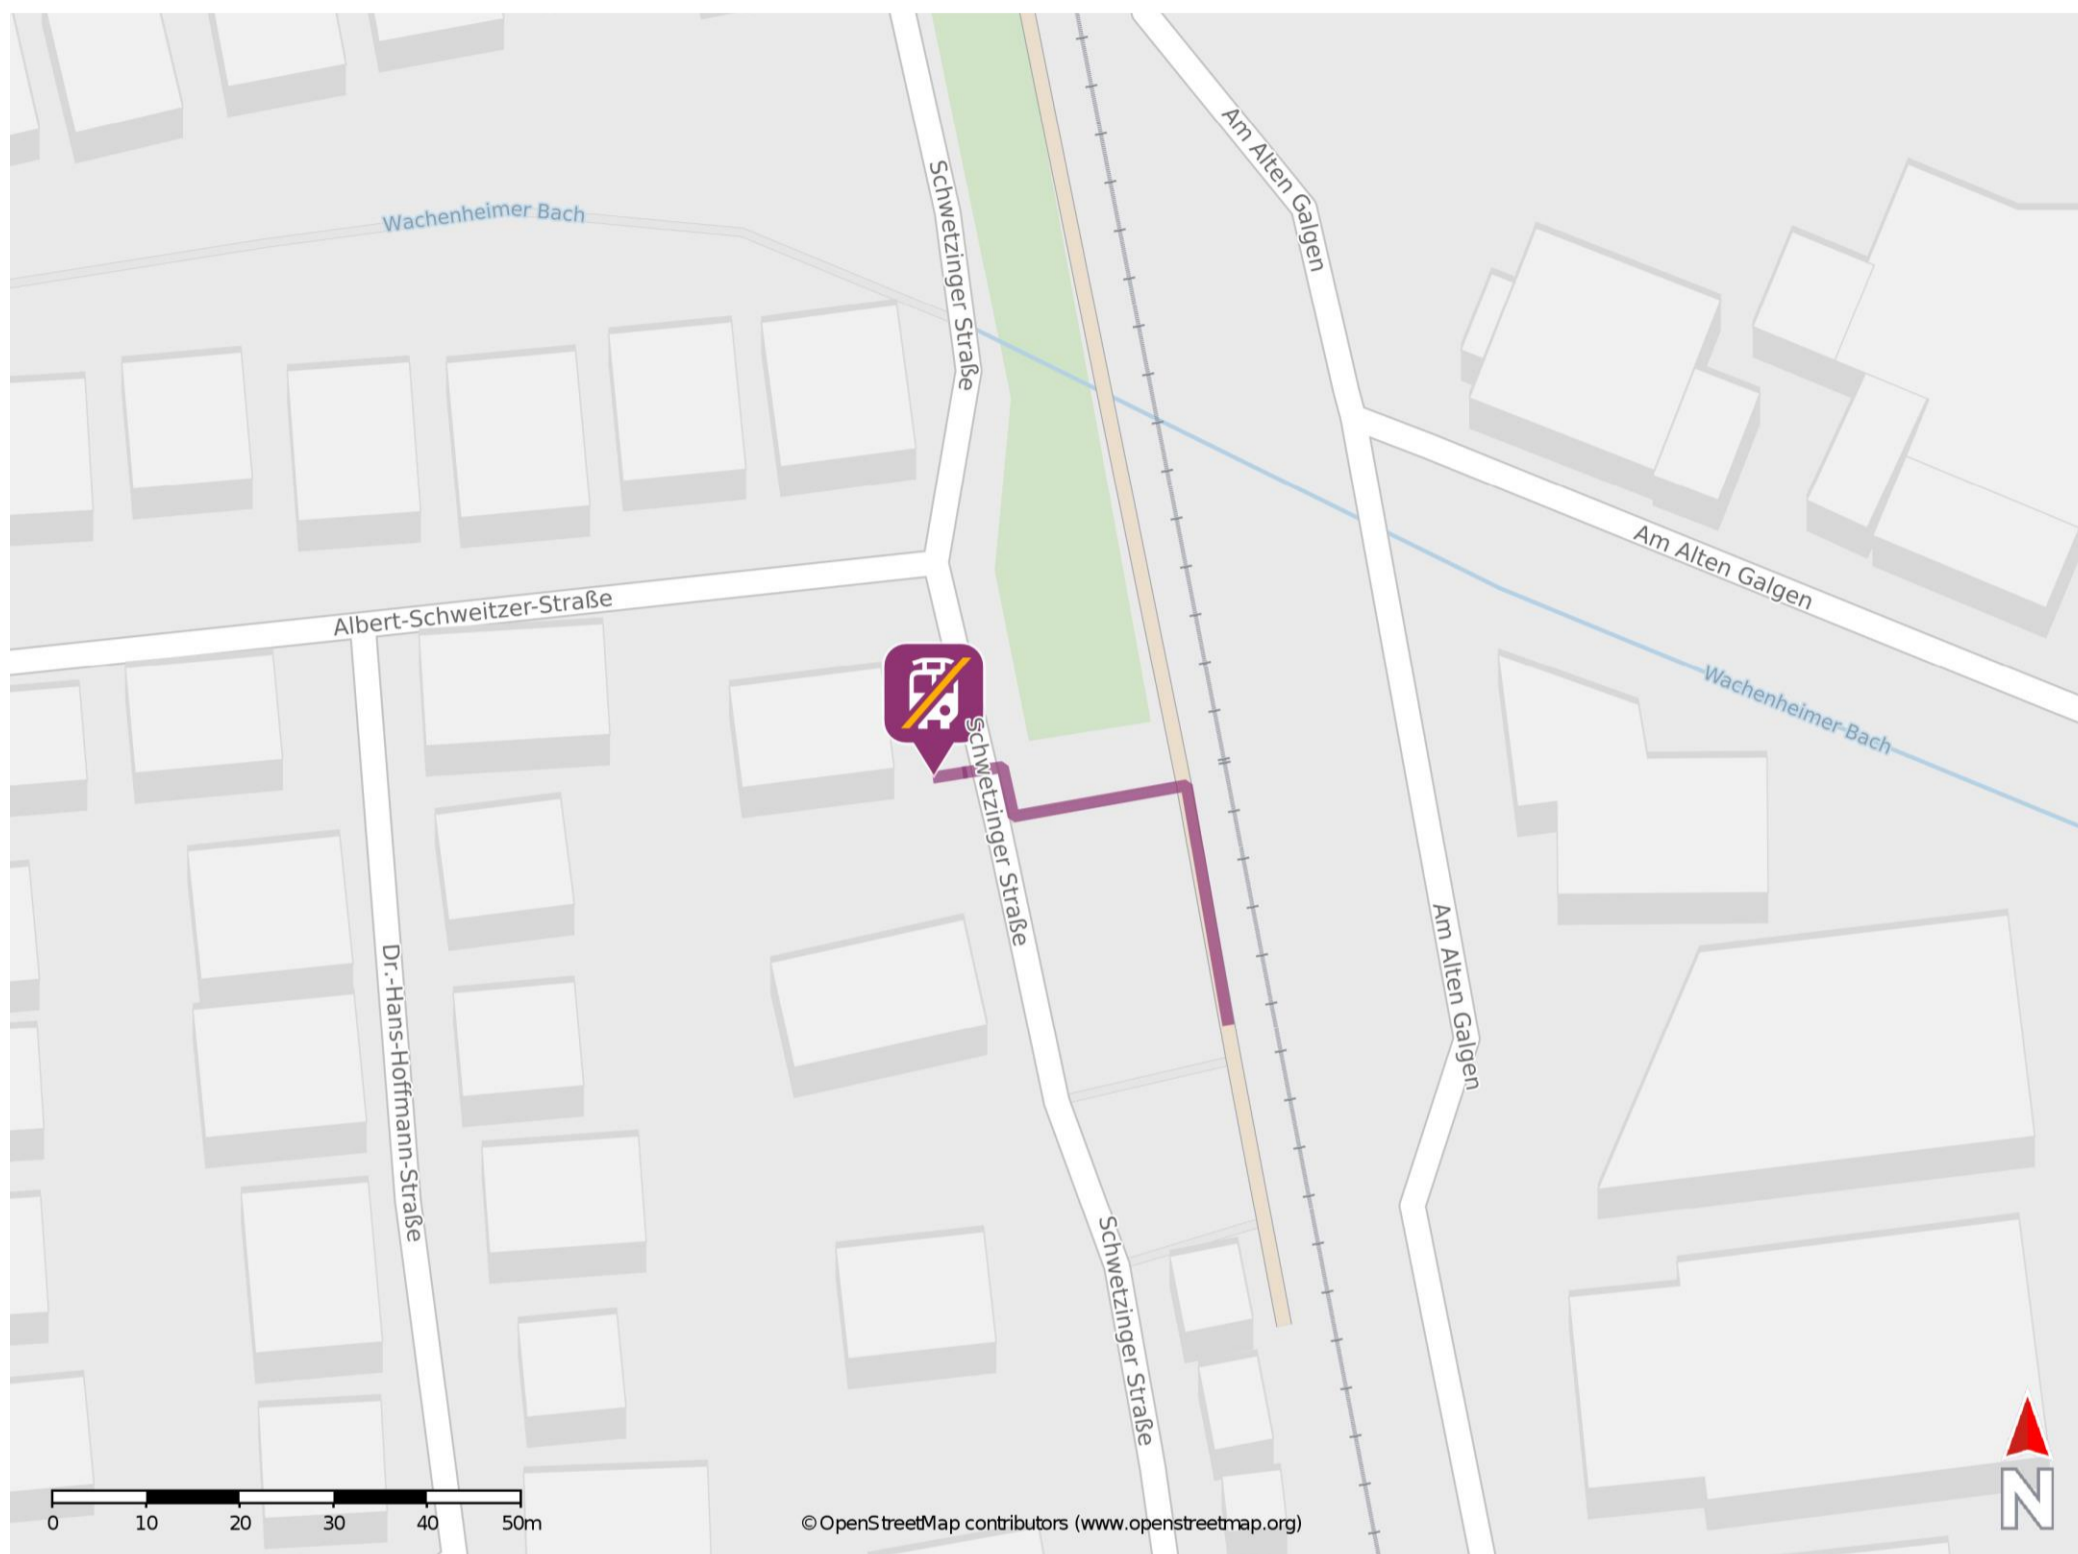 Am Alten Galgen
Schwetzinger Straße
Wachenheimer Bach
Am Alten Galgen
Albert-Schweitzer-Straße
Wachenheimer Bach
Schwetzinger Straße
Am Alten Galgen
Dr.-Hans-Hoffmann-Straße
Schwetzinger Straße
N
0 10 20 30 40 50m
© OpenStreetMap contributors (www.openstreetmap.org)